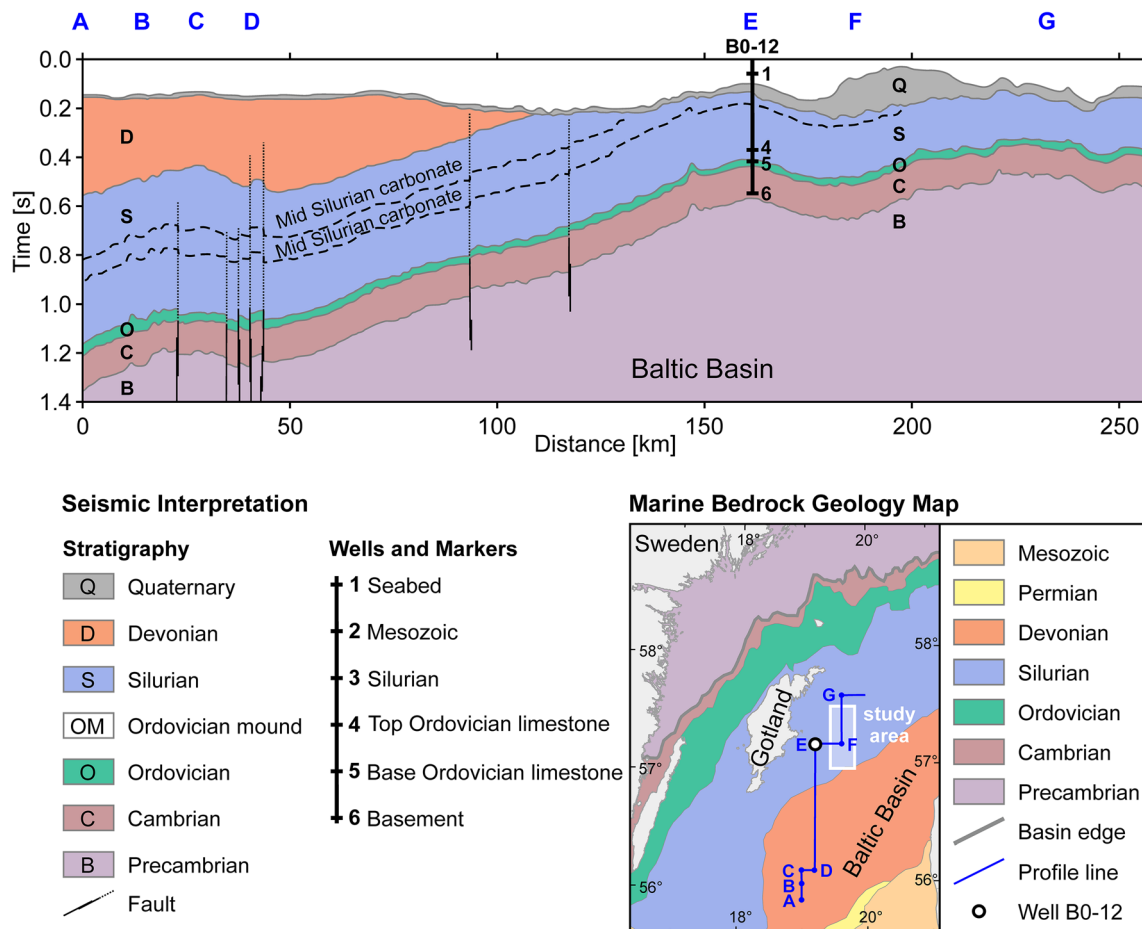 A B C D E F G
B0-12
0.0
0.2
0.4
0.6
0.8
1.0
1.2
1.4
Time [s]
1
4
5
6
Q
D
S
O
C
B
S
O
C
B
Mid Silurian carbonate
Mid Silurian carbonate
Baltic Basin
0 50 100 150 200 250
Distance [km]
Seismic Interpretation
Stratigraphy
Q Quaternary
D Devonian
S Silurian
OM Ordovician mound
O Ordovician
C Cambrian
B Precambrian
Fault
Wells and Markers
1 Seabed
2 Mesozoic
3 Silurian
4 Top Ordovician limestone
5 Base Ordovician limestone
6 Basement
Marine Bedrock Geology Map
Sweden 18° 20°
58° 58°
57° 57°
56° 56°
18° 20°
Gotland
G
study
area
E F
Baltic Basin
C D
B
A
Mesozoic
Permian
Devonian
Silurian
Ordovician
Cambrian
Precambrian
Basin edge
Profile line
Well B0-12